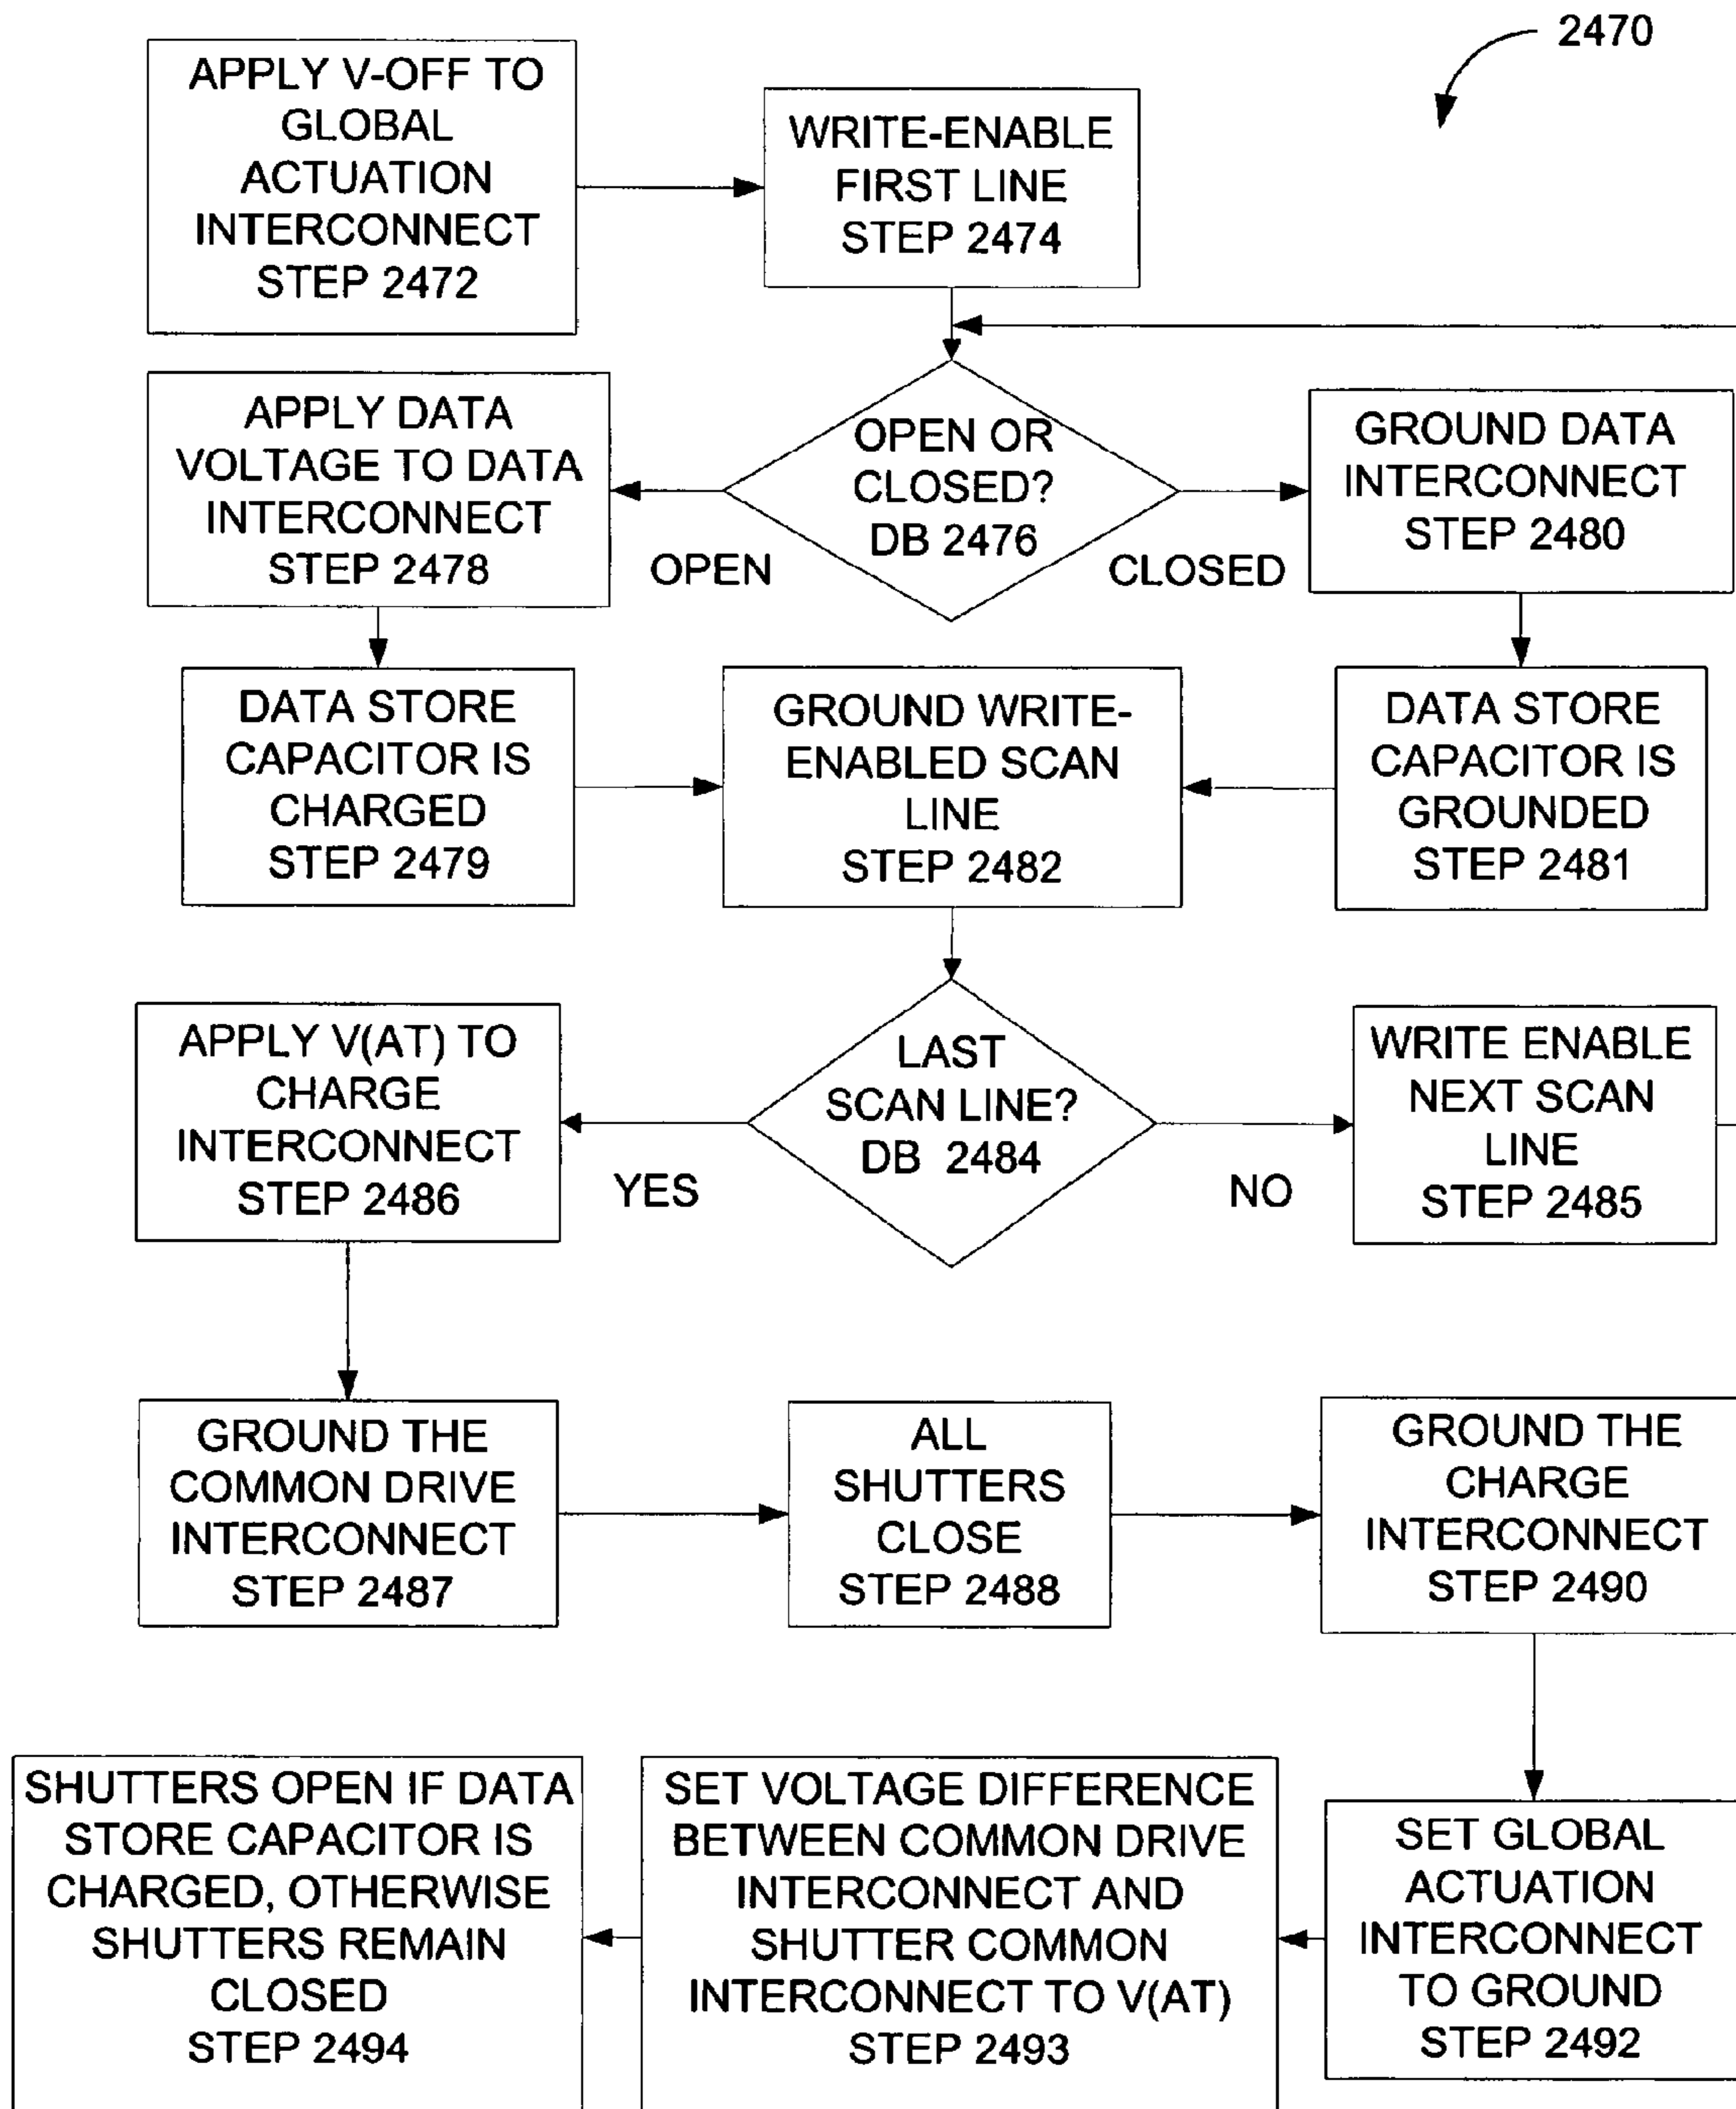 2470
APPLY V-OFF TO
GLOBAL
ACTUATION
INTERCONNECT
STEP 2472
WRITE-ENABLE
FIRST LINE
STEP 2474
APPLY DATA
VOLTAGE TO DATA
INTERCONNECT
STEP 2478
OPEN OR
CLOSED?
DB 2476
OPEN
CLOSED
GROUND DATA
INTERCONNECT
STEP 2480
DATA STORE
CAPACITOR IS
CHARGED
STEP 2479
GROUND WRITE-
ENABLED SCAN
LINE
STEP 2482
DATA STORE
CAPACITOR IS
GROUNDED
STEP 2481
APPLY V(AT) TO
CHARGE
INTERCONNECT
STEP 2486
LAST
SCAN LINE?
DB 2484
YES
NO
WRITE ENABLE
NEXT SCAN
LINE
STEP 2485
GROUND THE
COMMON DRIVE
INTERCONNECT
STEP 2487
ALL
SHUTTERS
CLOSE
STEP 2488
GROUND THE
CHARGE
INTERCONNECT
STEP 2490
SHUTTERS OPEN IF DATA
STORE CAPACITOR IS
CHARGED, OTHERWISE
SHUTTERS REMAIN
CLOSED
STEP 2494
SET VOLTAGE DIFFERENCE
BETWEEN COMMON DRIVE
INTERCONNECT AND
SHUTTER COMMON
INTERCONNECT TO V(AT)
STEP 2493
SET GLOBAL
ACTUATION
INTERCONNECT
TO GROUND
STEP 2492